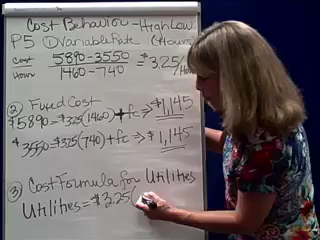 Cost Behavior - High Low
P5 ① Variable Rate (Hours)
Cost 5890-3550 = $3.25/
Hours 1460-740 Hour
② Fixed Cost
$5890 = $3.25(1460) + fc ⇒ $1,145
$3550 = $3.25(740) + fc ⇒ $1,145
③ Cost Formula for Utilities
Utilities = $3.25(